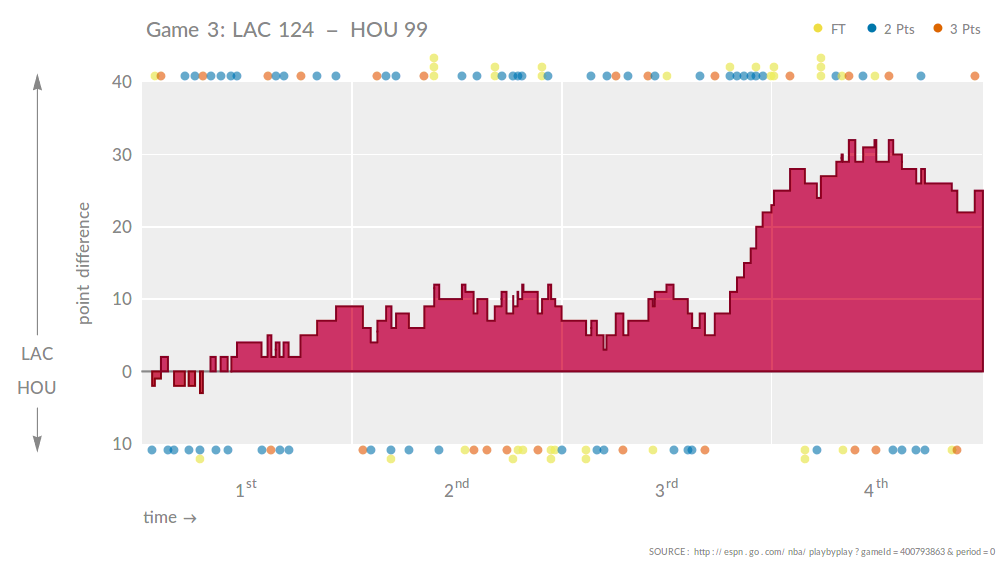 Game 3: LAC 124 – HOU 99
FT
2 Pts
3 Pts
40
30
20
10
0
10
point difference
LAC
HOU
1st
2nd
3rd
4th
time →
SOURCE: http://espn.go.com/nba/playbyplay?gameId=400793863&period=0